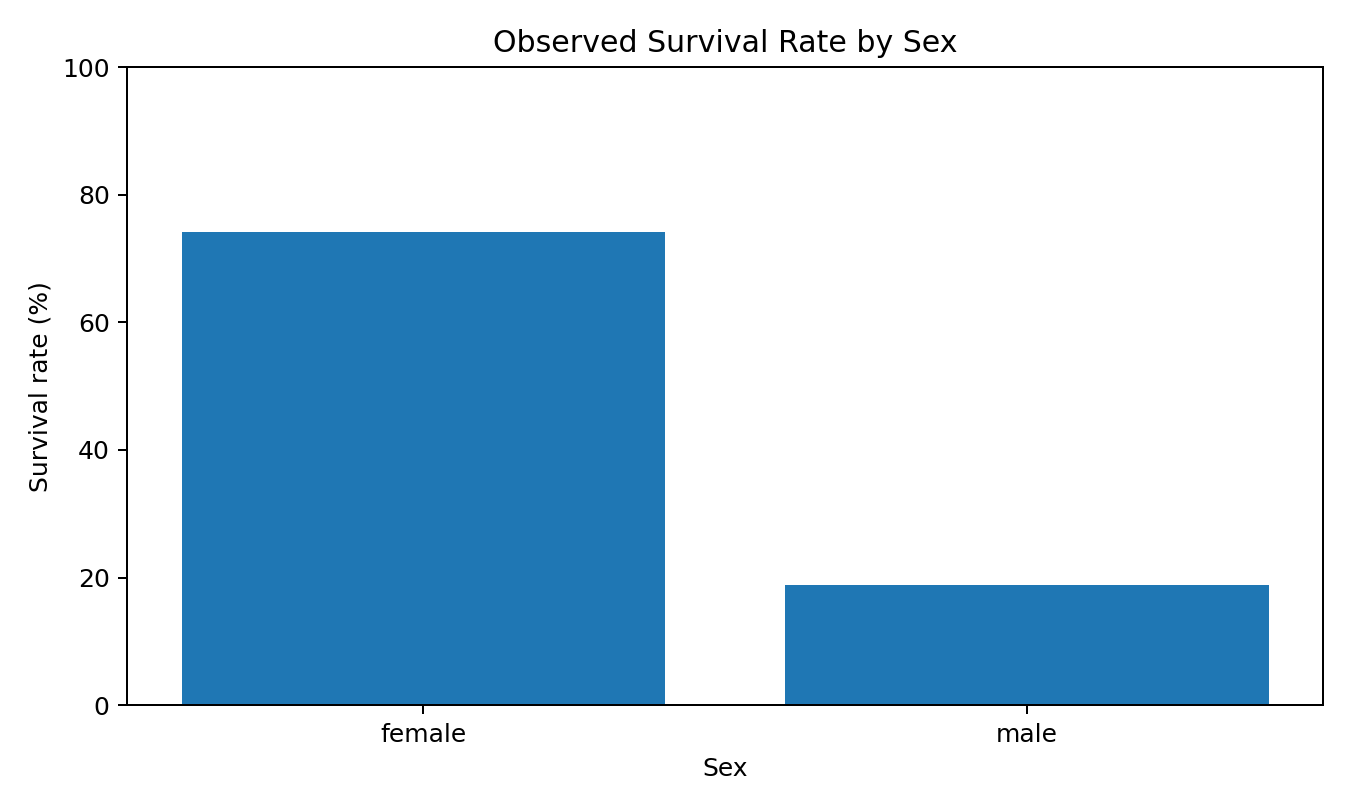 Observed Survival Rate by Sex
100
80
60
40
20
0
Survival rate (%)
female
male
Sex